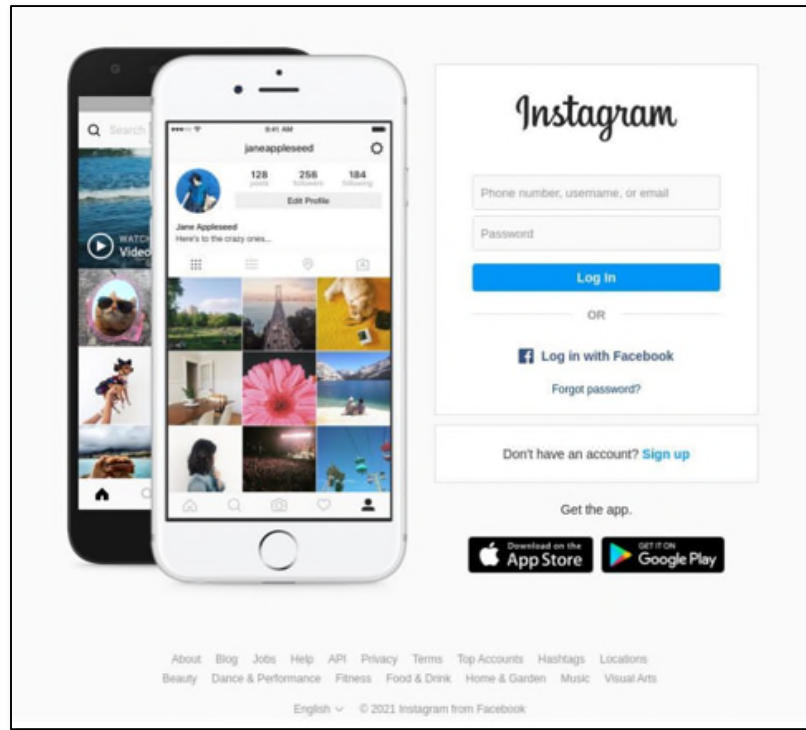 Search
WATCH
Video
9:41 AM
janeappleseed
128
posts
256
followers
184
following
Edit Profile
Jane Appleseed
Here's to the crazy ones...
Instagram
Phone number, username, or email
Password
Log In
OR
Log in with Facebook
Forgot password?
Don't have an account? Sign up
Get the app.
Download on the
App Store
GET IT ON
Google Play
About Blog Jobs Help API Privacy Terms Top Accounts Hashtags Locations
Beauty Dance & Performance Fitness Food & Drink Home & Garden Music Visual Arts
English © 2021 Instagram from Facebook